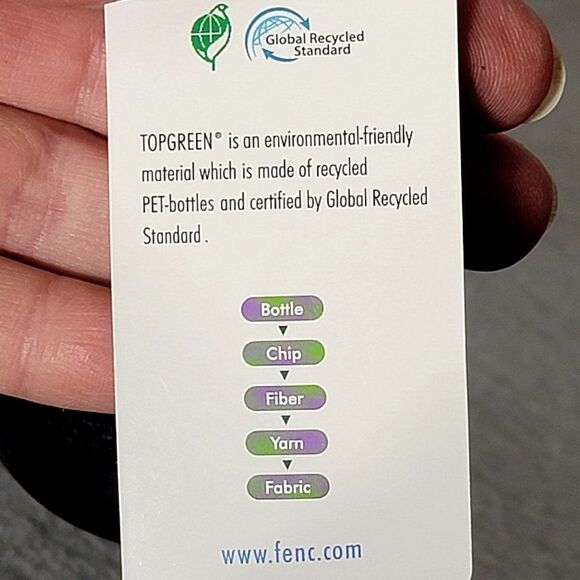 Global Recycled
Standard
TOPGREEN® is an environmental-friendly
material which is made of recycled
PET-bottles and certified by Global Recycled
Standard.
Bottle
Chip
Fiber
Yarn
Fabric
www.fenc.com